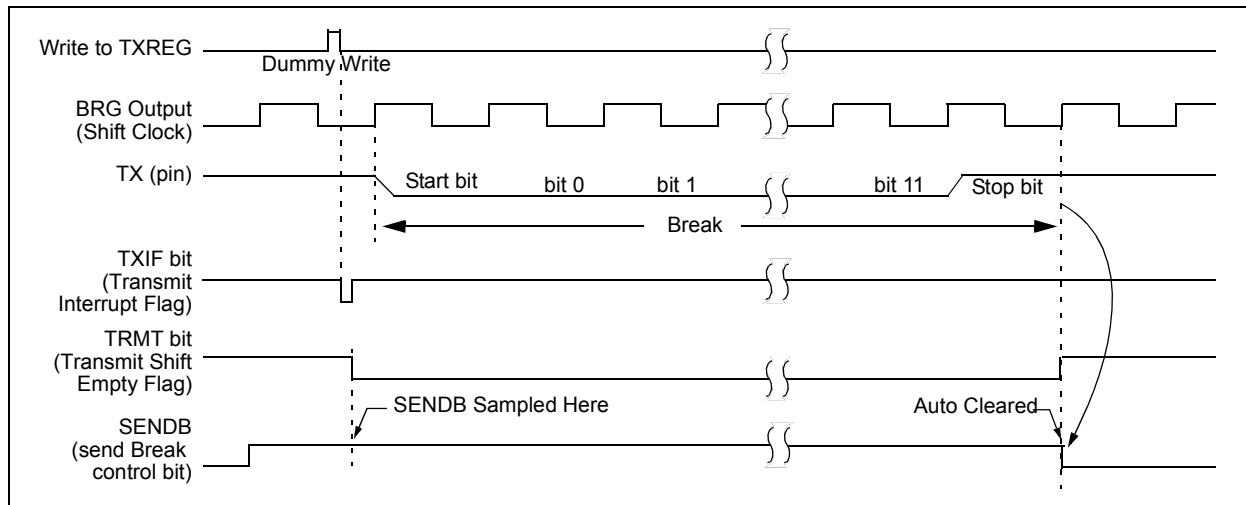 Write to TXREG
Dummy Write
BRG Output
(Shift Clock)
TX (pin)
Start bit
bit 0
bit 1
bit 11
Stop bit
Break
TXIF bit
(Transmit
Interrupt Flag)
TRMT bit
(Transmit Shift
Empty Flag)
SENDB Sampled Here
Auto Cleared
SENDB
(send Break
control bit)